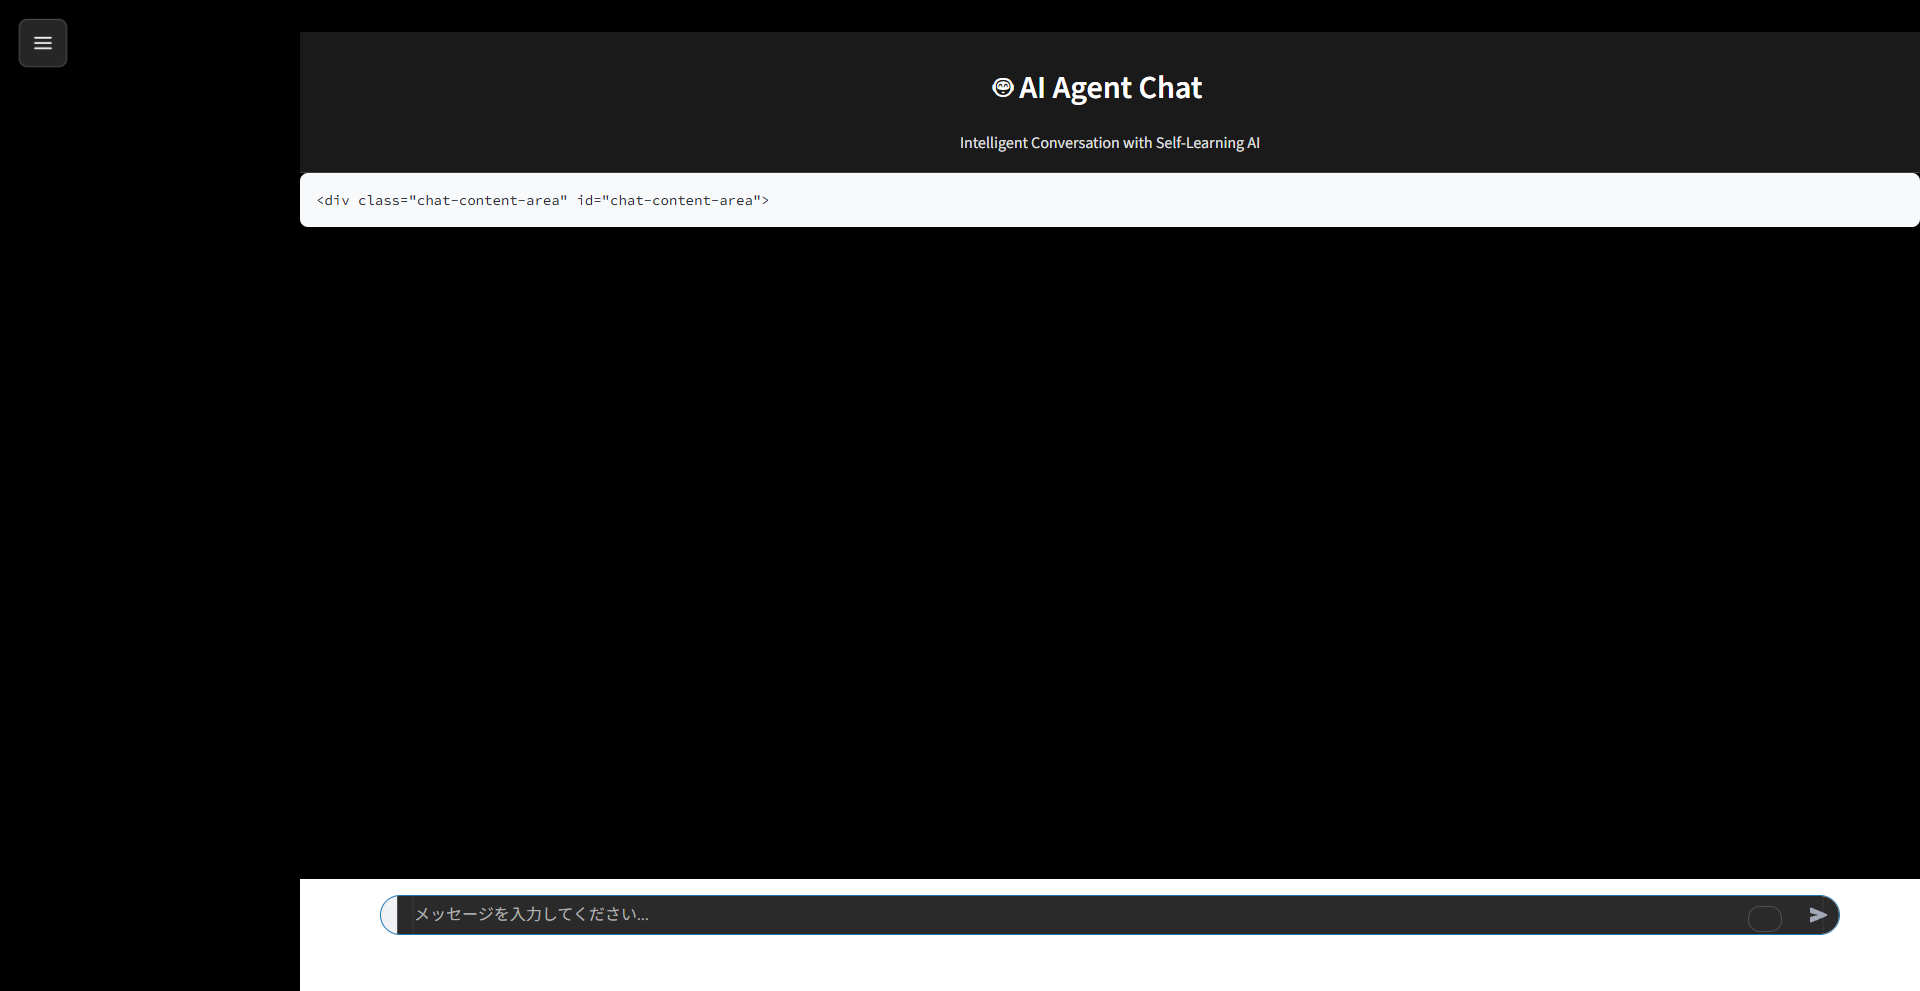 AI Agent Chat
Intelligent Conversation with Self-Learning AI
<div class="chat-content-area" id="chat-content-area">
メッセージを入力してください...